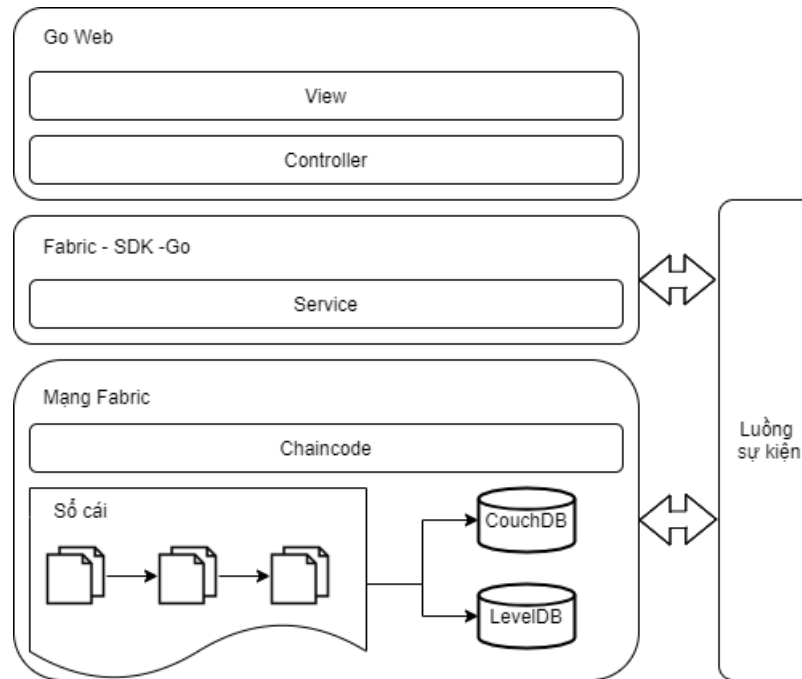 Go Web
View
Controller
Fabric - SDK -Go
Service
Mạng Fabric
Chaincode
Sổ cái
CouchDB
LevelDB
Luồng
sự kiện